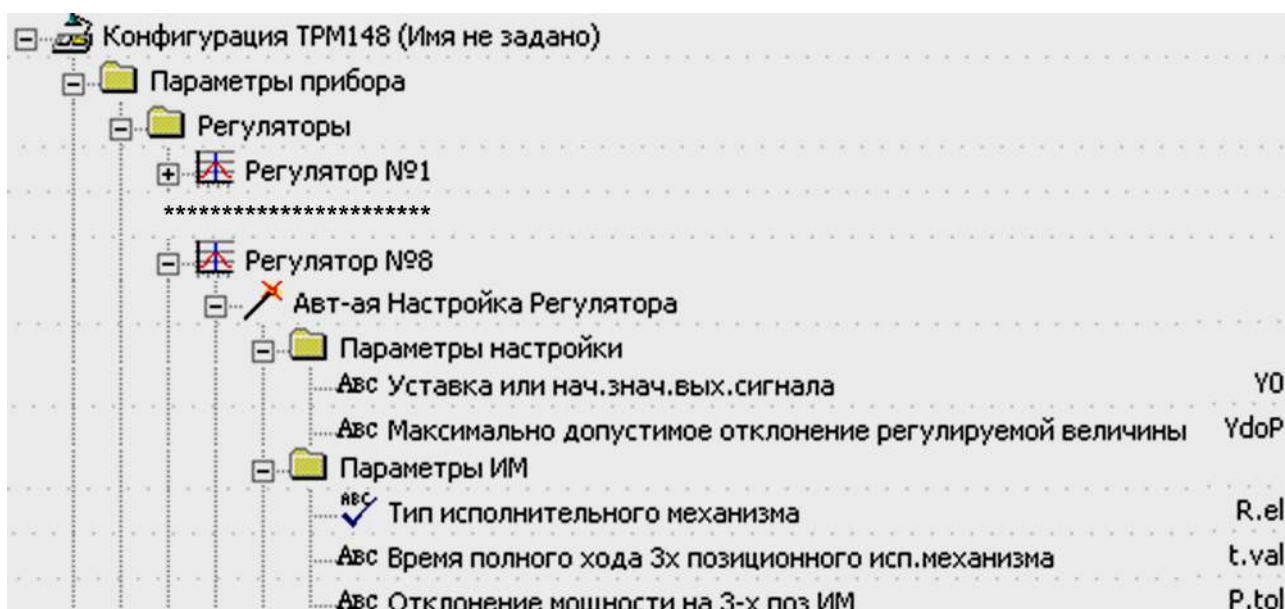 Конфигурация ТРМ148 (Имя не задано)
Параметры прибора
Регуляторы
Регулятор №1
***********************
Регулятор №8
Авт-ая Настройка Регулятора
Параметры настройки
Авс Уставка или нач.знач.вых.сигнала Y0
Авс Максимально допустимое отклонение регулируемой величины YdoP
Параметры ИМ
ABC Тип исполнительного механизма R.el
Авс Время полного хода 3х позиционного исп.механизма t.val
Авс Отклонение мощности на 3-х поз ИМ P.tol